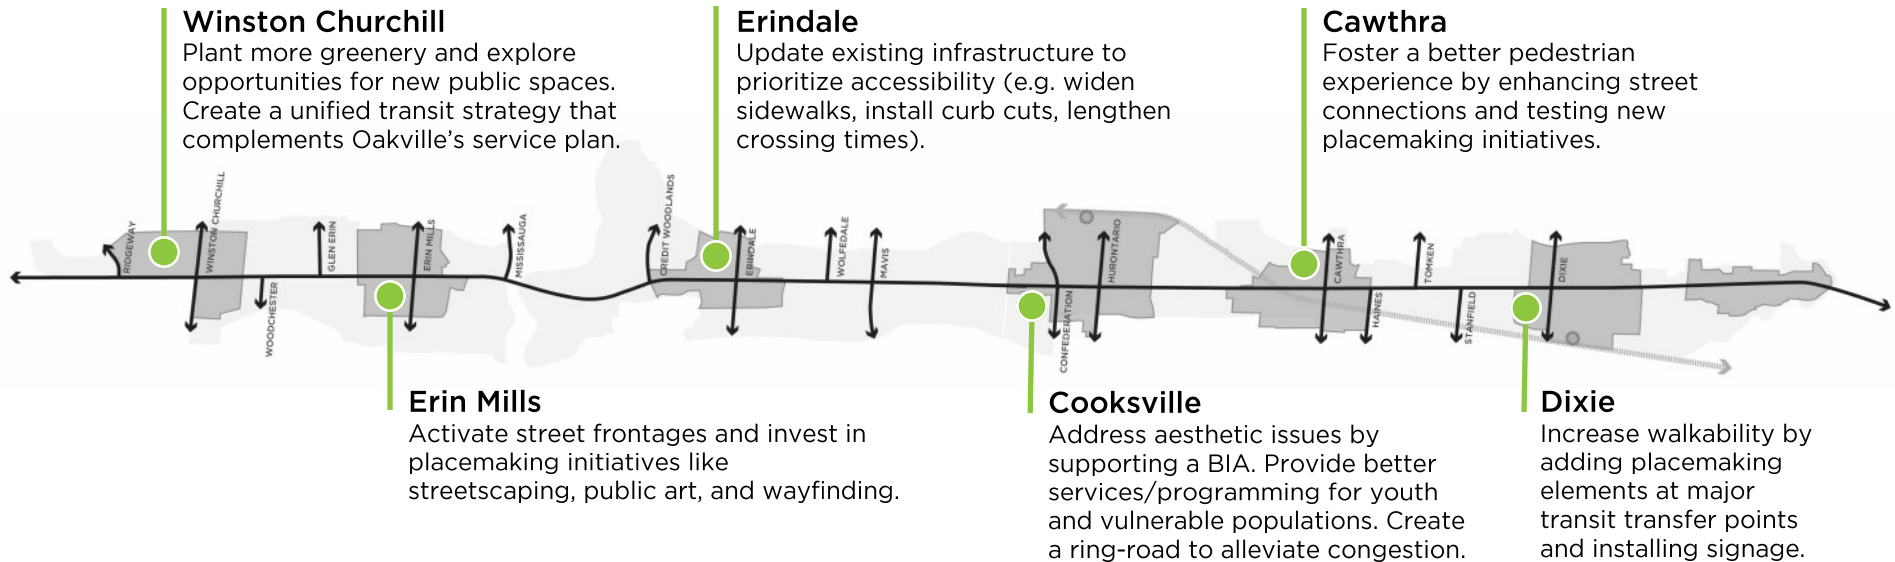 Winston Churchill
Plant more greenery and explore
opportunities for new public spaces.
Create a unified transit strategy that
complements Oakville's service plan.
Erindale
Update existing infrastructure to
prioritize accessibility (e.g. widen
sidewalks, install curb cuts, lengthen
crossing times).
Cawthra
Foster a better pedestrian
experience by enhancing street
connections and testing new
placemaking initiatives.
RIDGEWAY
WINSTON CHURCHILL
WOODCHESTER
GLEN ERIN
ERIN MILLS
MISSISSAUGA
CREDIT WOODLANDS
ERINDALE
WOLFEDALE
MAVIS
CONFEDERATION
HURONTARIO
CAWTHRA
HAINES
TOMKEN
STANFIELD
DIXIE
Erin Mills
Activate street frontages and invest in
placemaking initiatives like
streetscaping, public art, and wayfinding.
Cooksville
Address aesthetic issues by
supporting a BIA. Provide better
services/programming for youth
and vulnerable populations. Create
a ring-road to alleviate congestion.
Dixie
Increase walkability by
adding placemaking
elements at major
transit transfer points
and installing signage.